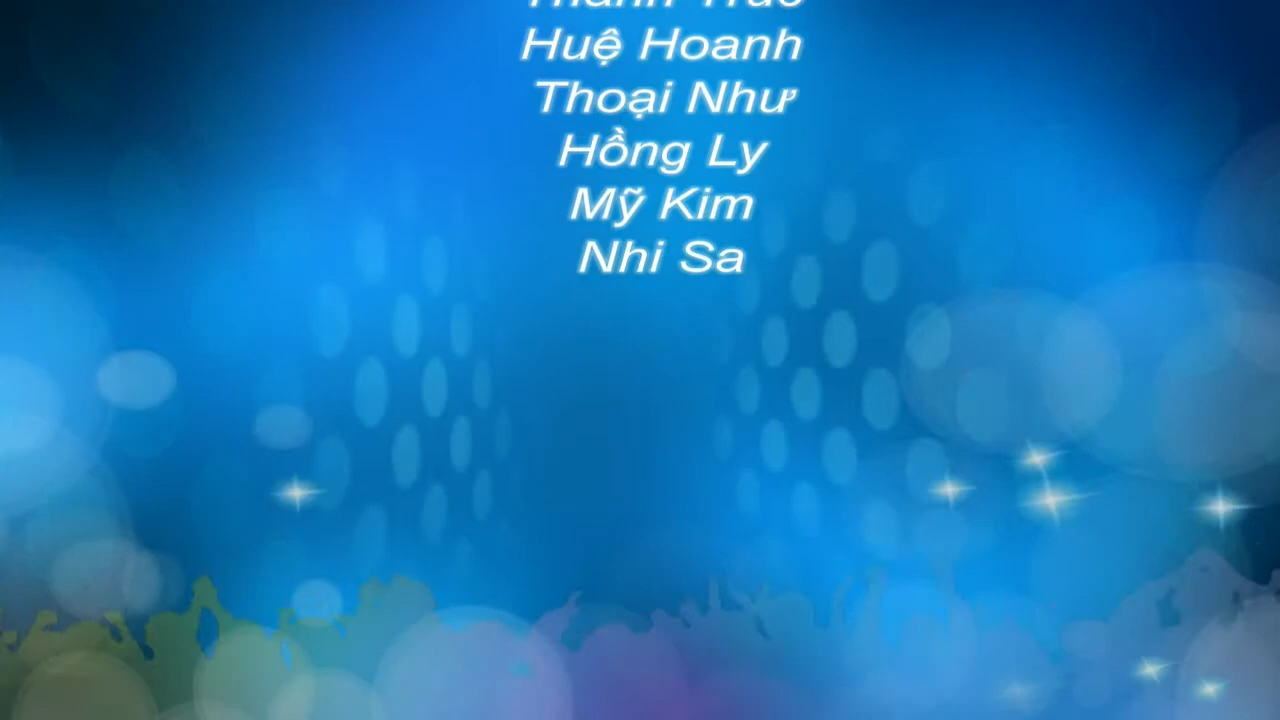 Huệ Hoanh
Thoại Như
Hồng Ly
Mỹ Kim
Nhi Sa